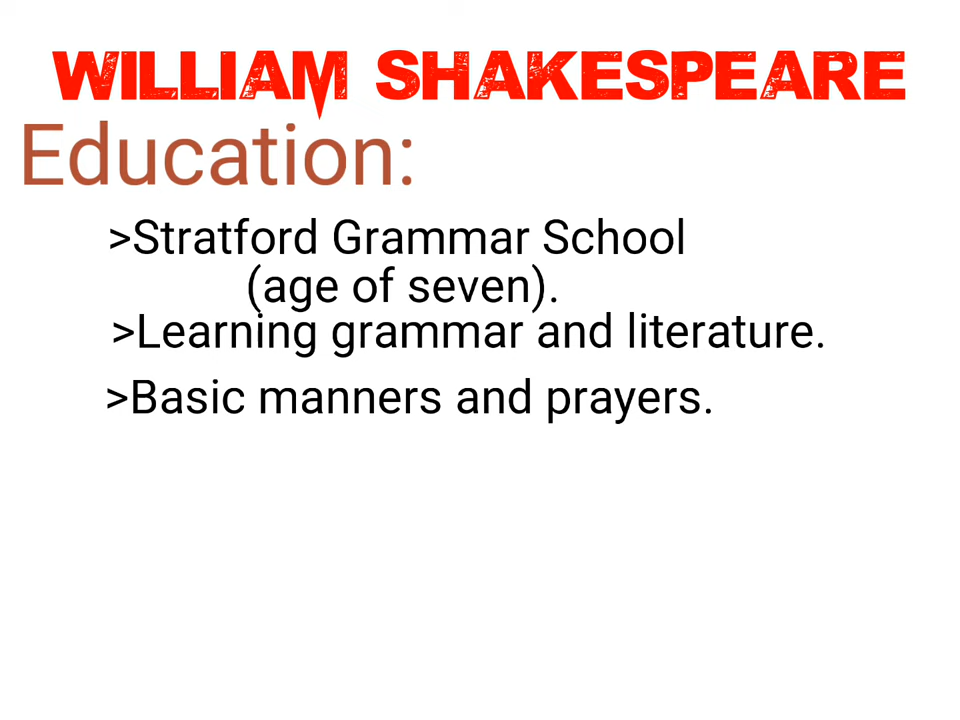 WILLIAM SHAKESPEARE
Education:
>Stratford Grammar School
(age of seven).
>Learning grammar and literature.
>Basic manners and prayers.